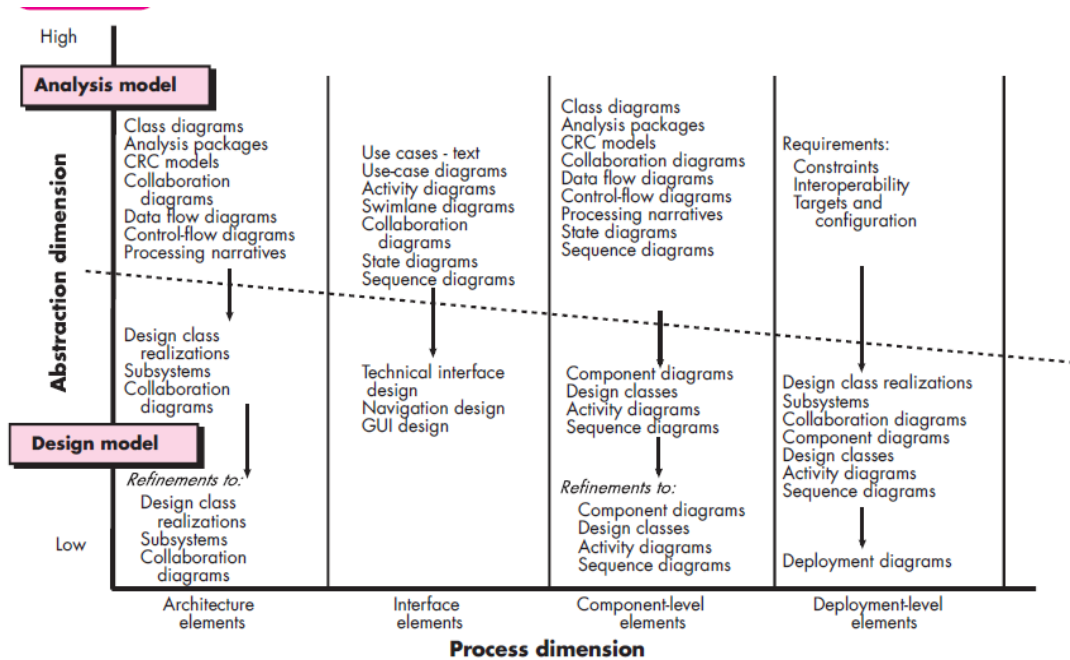 High
Analysis model
Abstraction dimension
Design model
Low
Class diagrams
Analysis packages
CRC models
Collaboration
diagrams
Data flow diagrams
Control-flow diagrams
Processing narratives
Design class
realizations
Subsystems
Collaboration
diagrams
Refinements to:
Design class
realizations
Subsystems
Collaboration
diagrams
Use cases - text
Use-case diagrams
Activity diagrams
Swimlane diagrams
Collaboration
diagrams
State diagrams
Sequence diagrams
Technical interface
design
Navigation design
GUI design
Class diagrams
Analysis packages
CRC models
Collaboration diagrams
Data flow diagrams
Control-flow diagrams
Processing narratives
State diagrams
Sequence diagrams
Component diagrams
Design classes
Activity diagrams
Sequence diagrams
Refinements to:
Component diagrams
Design classes
Activity diagrams
Sequence diagrams
Requirements:
Constraints
Interoperability
Targets and
configuration
Design class realizations
Subsystems
Collaboration diagrams
Component diagrams
Design classes
Activity diagrams
Sequence diagrams
Deployment diagrams
Architecture
elements
Interface
elements
Component-level
elements
Deployment-level
elements
Process dimension